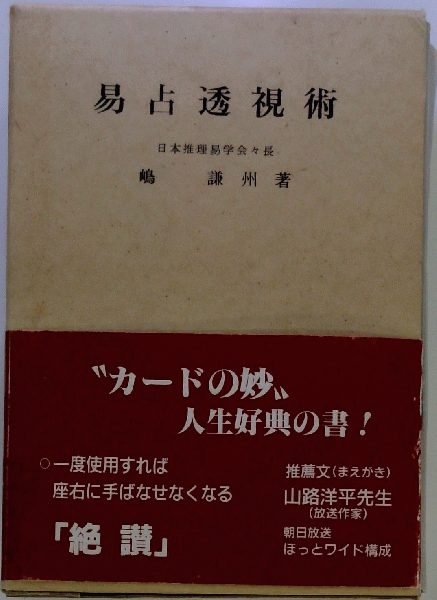 易占透視術
日本推理易学会々長
嶋 謙州著
〝カードの妙〟
人生好典の書!
○一度使用すれば
座右に手ばなせなくなる
「絶讃」
推薦文(まえがき)
山路洋平先生
(放送作家)
朝日放送
ほっとワイド構成